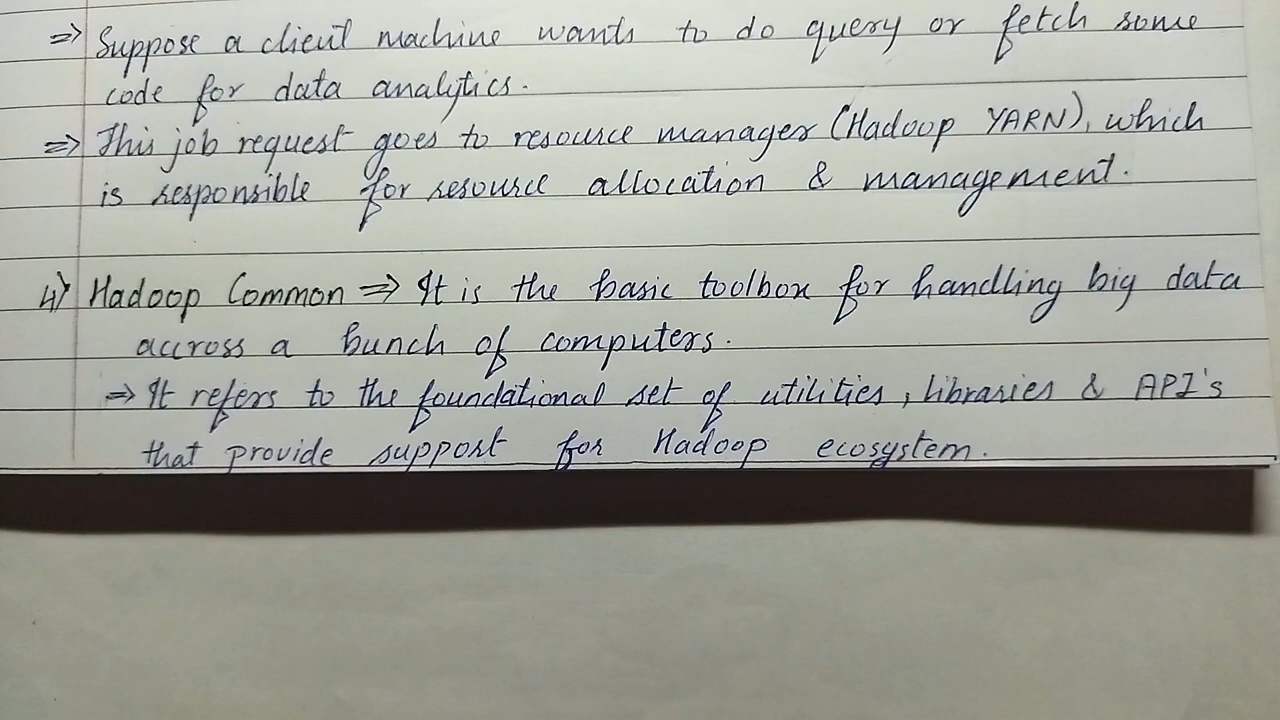 ⇒ Suppose a client machine wants to do query or fetch some
code for data analytics.
⇒ This job request goes to resource manager (Hadoop YARN), which
is responsible for resource allocation & management.
4) Hadoop Common ⇒ It is the basic toolbox for handling big data
accross a bunch of computers.
⇒ It refers to the foundational set of utilities, libraries & API's
that provide support for Hadoop ecosystem.